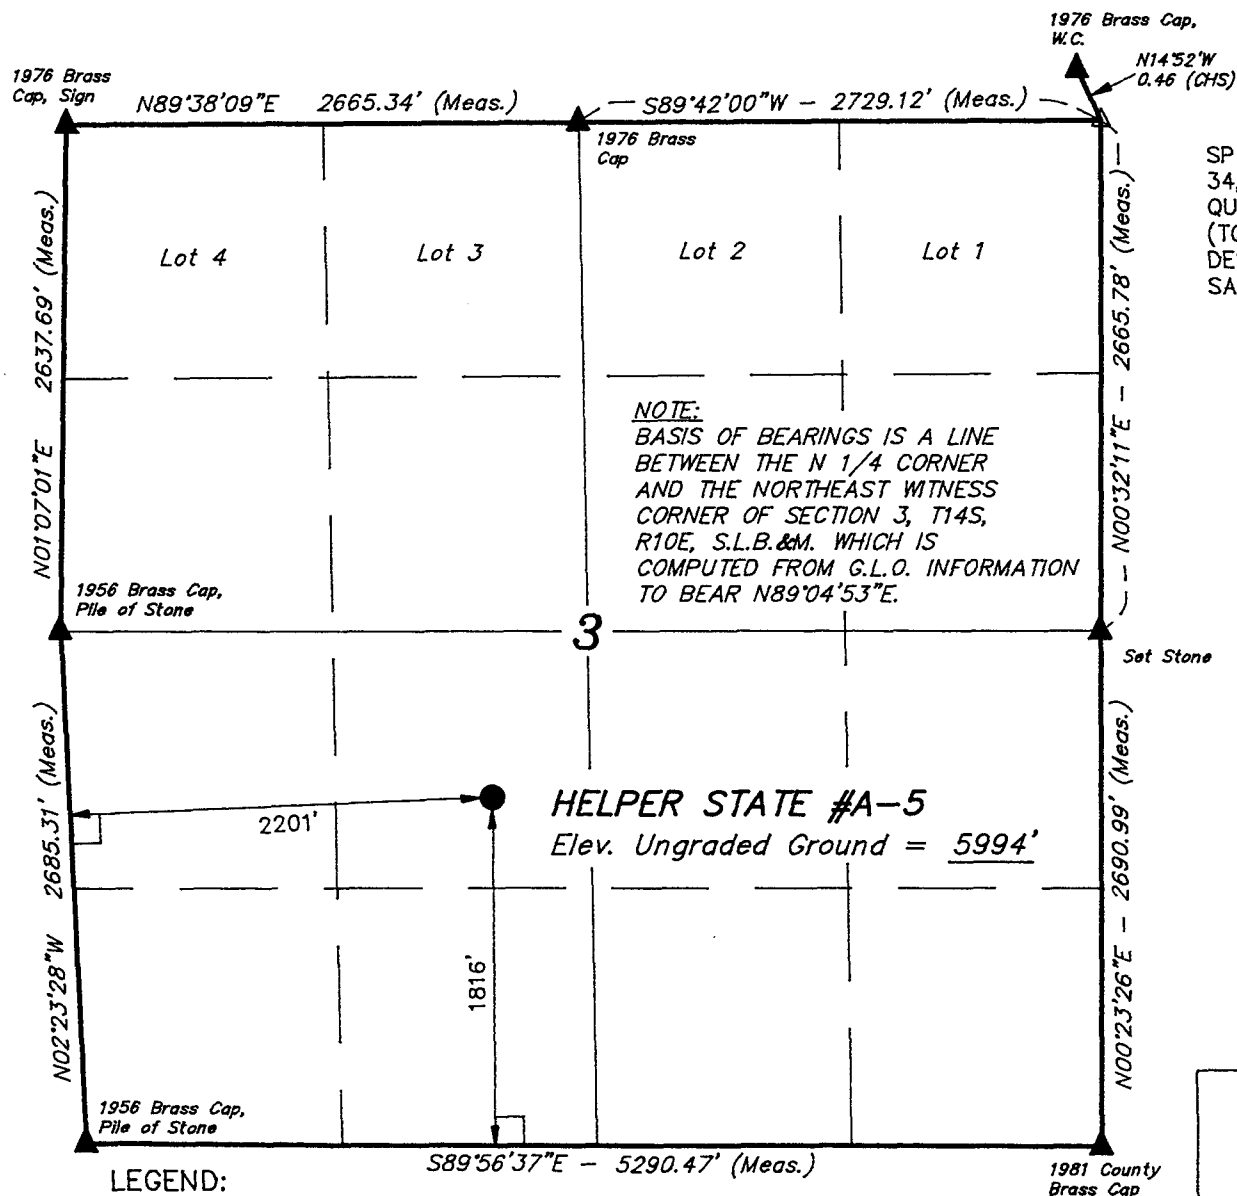 1976 Brass Cap,
W.C.
N14°52'W
0.46 (CHS)
1976 Brass
Cap, Sign
N89°38'09"E 2665.34' (Meas.)
S89°42'00"W - 2729.12' (Meas.)
1976 Brass
Cap
SP
34,
QU
(TO
DE
SA
Lot 4
Lot 3
Lot 2
Lot 1
N01°07'01"E 2637.69' (Meas.)
N00°32'11"E - 2665.78' (Meas.)
NOTE:
BASIS OF BEARINGS IS A LINE
BETWEEN THE N 1/4 CORNER
AND THE NORTHEAST WITNESS
CORNER OF SECTION 3, T14S,
R10E, S.L.B.&M. WHICH IS
COMPUTED FROM G.L.O. INFORMATION
TO BEAR N89°04'53"E.
1956 Brass Cap,
Pile of Stone
3
Set Stone
N02°23'28"W 2685.31' (Meas.)
2201'
HELPER STATE #A-5
Elev. Ungraded Ground = 5994'
1816'
N00°23'26"E - 2690.99' (Meas.)
1956 Brass Cap,
Pile of Stone
S89°56'37"E - 5290.47' (Meas.)
1981 County
Brass Cap
LEGEND: